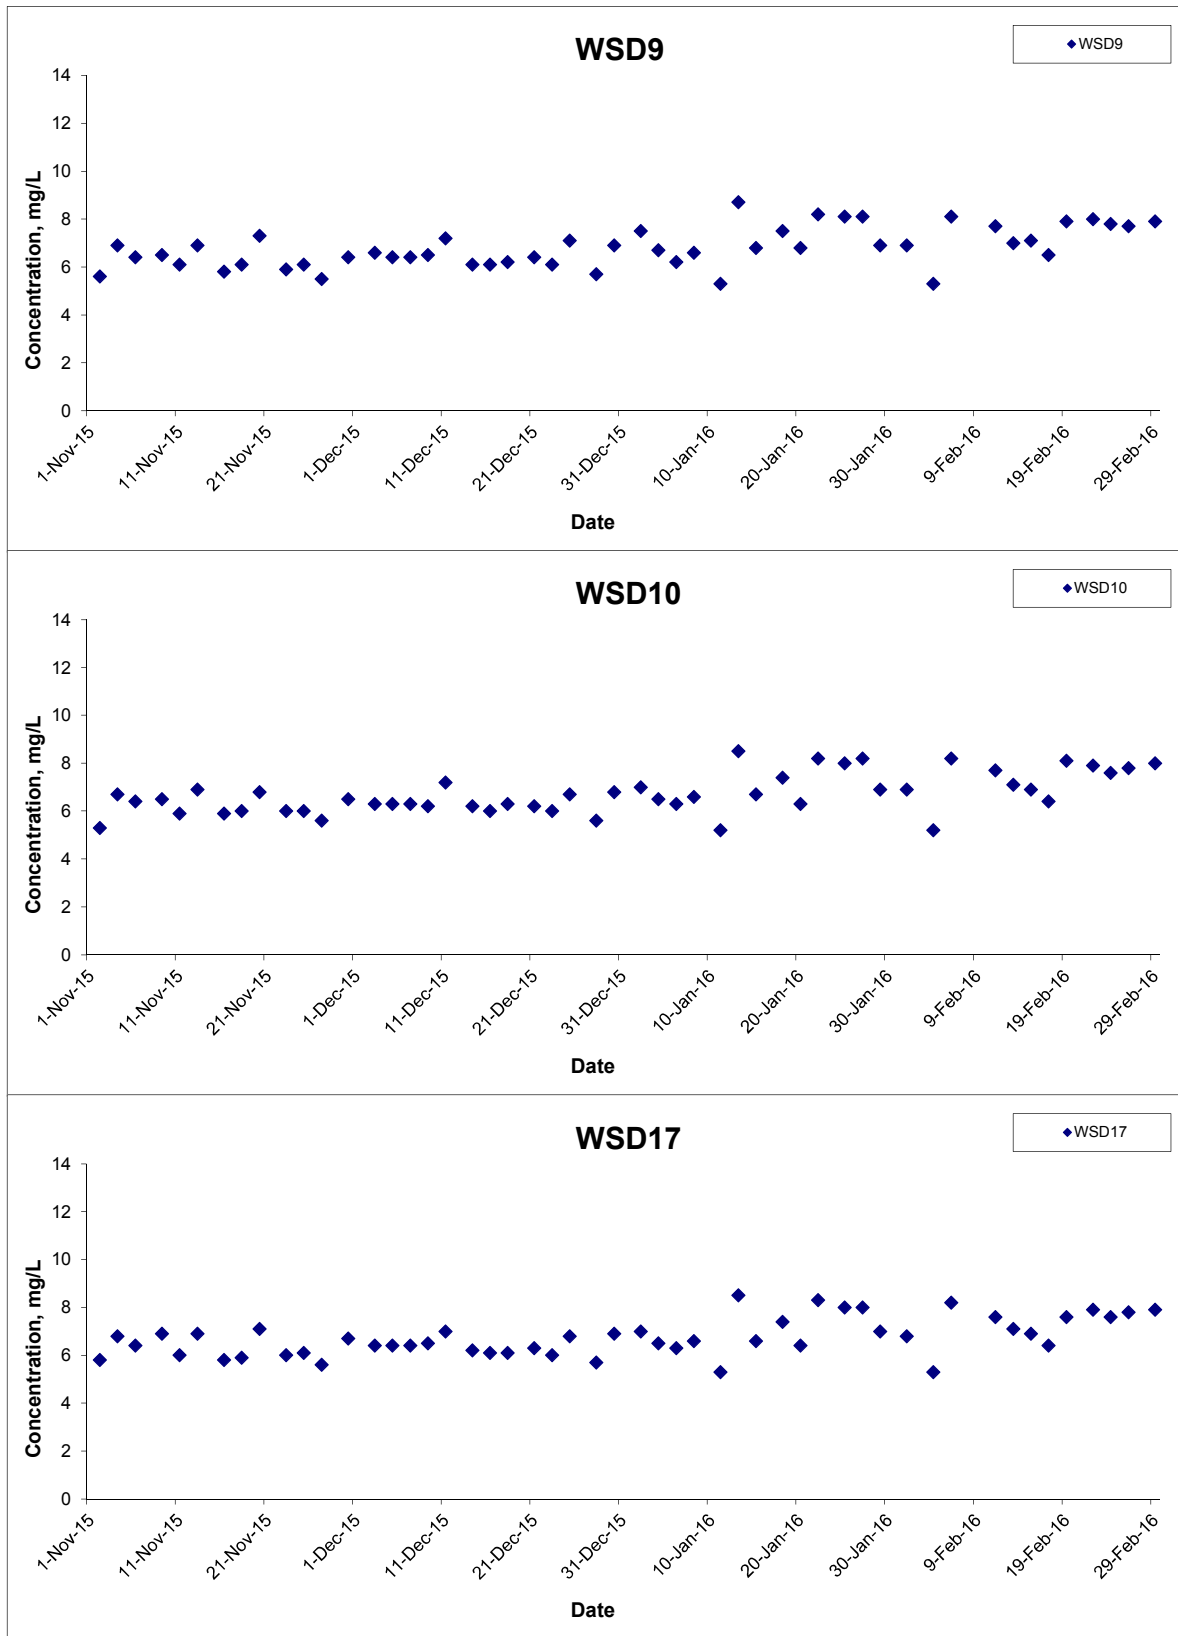 WSD9
WSD9
14
12
10
8
6
4
2
0
Concentration, mg/L
1-Nov-15
11-Nov-15
21-Nov-15
1-Dec-15
11-Dec-15
21-Dec-15
31-Dec-15
10-Jan-16
20-Jan-16
30-Jan-16
9-Feb-16
19-Feb-16
29-Feb-16
Date
WSD10
WSD10
14
12
10
8
6
4
2
0
Concentration, mg/L
1-Nov-15
11-Nov-15
21-Nov-15
1-Dec-15
11-Dec-15
21-Dec-15
31-Dec-15
10-Jan-16
20-Jan-16
30-Jan-16
9-Feb-16
19-Feb-16
29-Feb-16
Date
WSD17
WSD17
14
12
10
8
6
4
2
0
Concentration, mg/L
1-Nov-15
11-Nov-15
21-Nov-15
1-Dec-15
11-Dec-15
21-Dec-15
31-Dec-15
10-Jan-16
20-Jan-16
30-Jan-16
9-Feb-16
19-Feb-16
29-Feb-16
Date